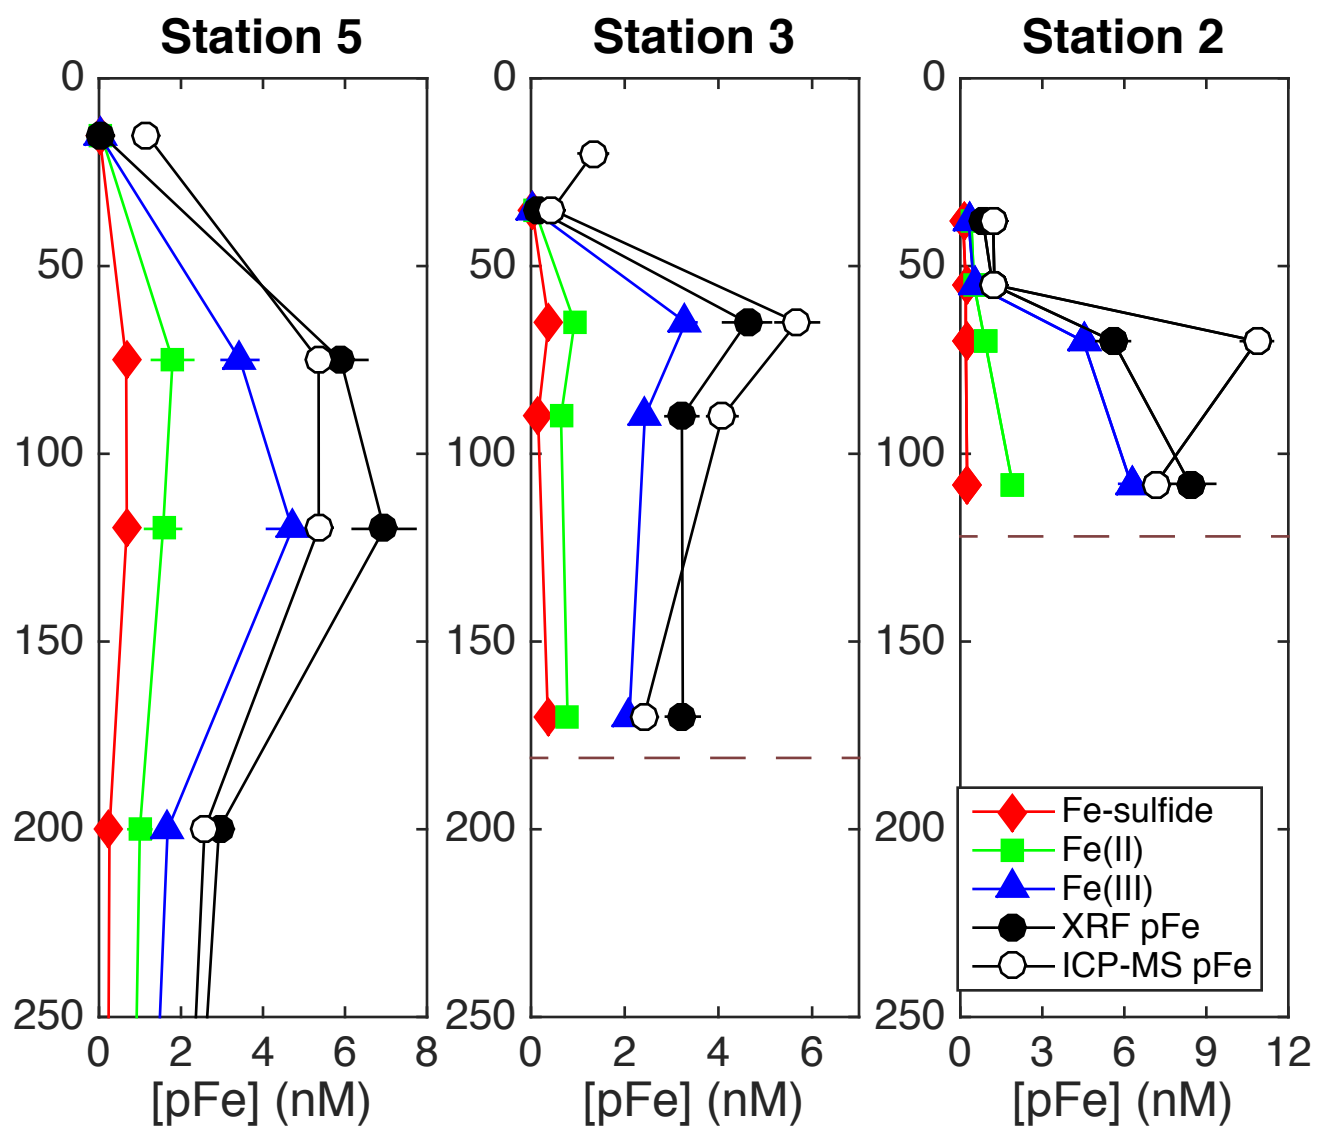 Station 5
Station 3
Station 2
0
50
100
150
200
250
0 2 4 6 8
[pFe] (nM)
0
50
100
150
200
250
0 2 4 6
[pFe] (nM)
0
50
100
150
200
250
0 3 6 9 12
[pFe] (nM)
Fe-sulfide
Fe(II)
Fe(III)
XRF pFe
ICP-MS pFe